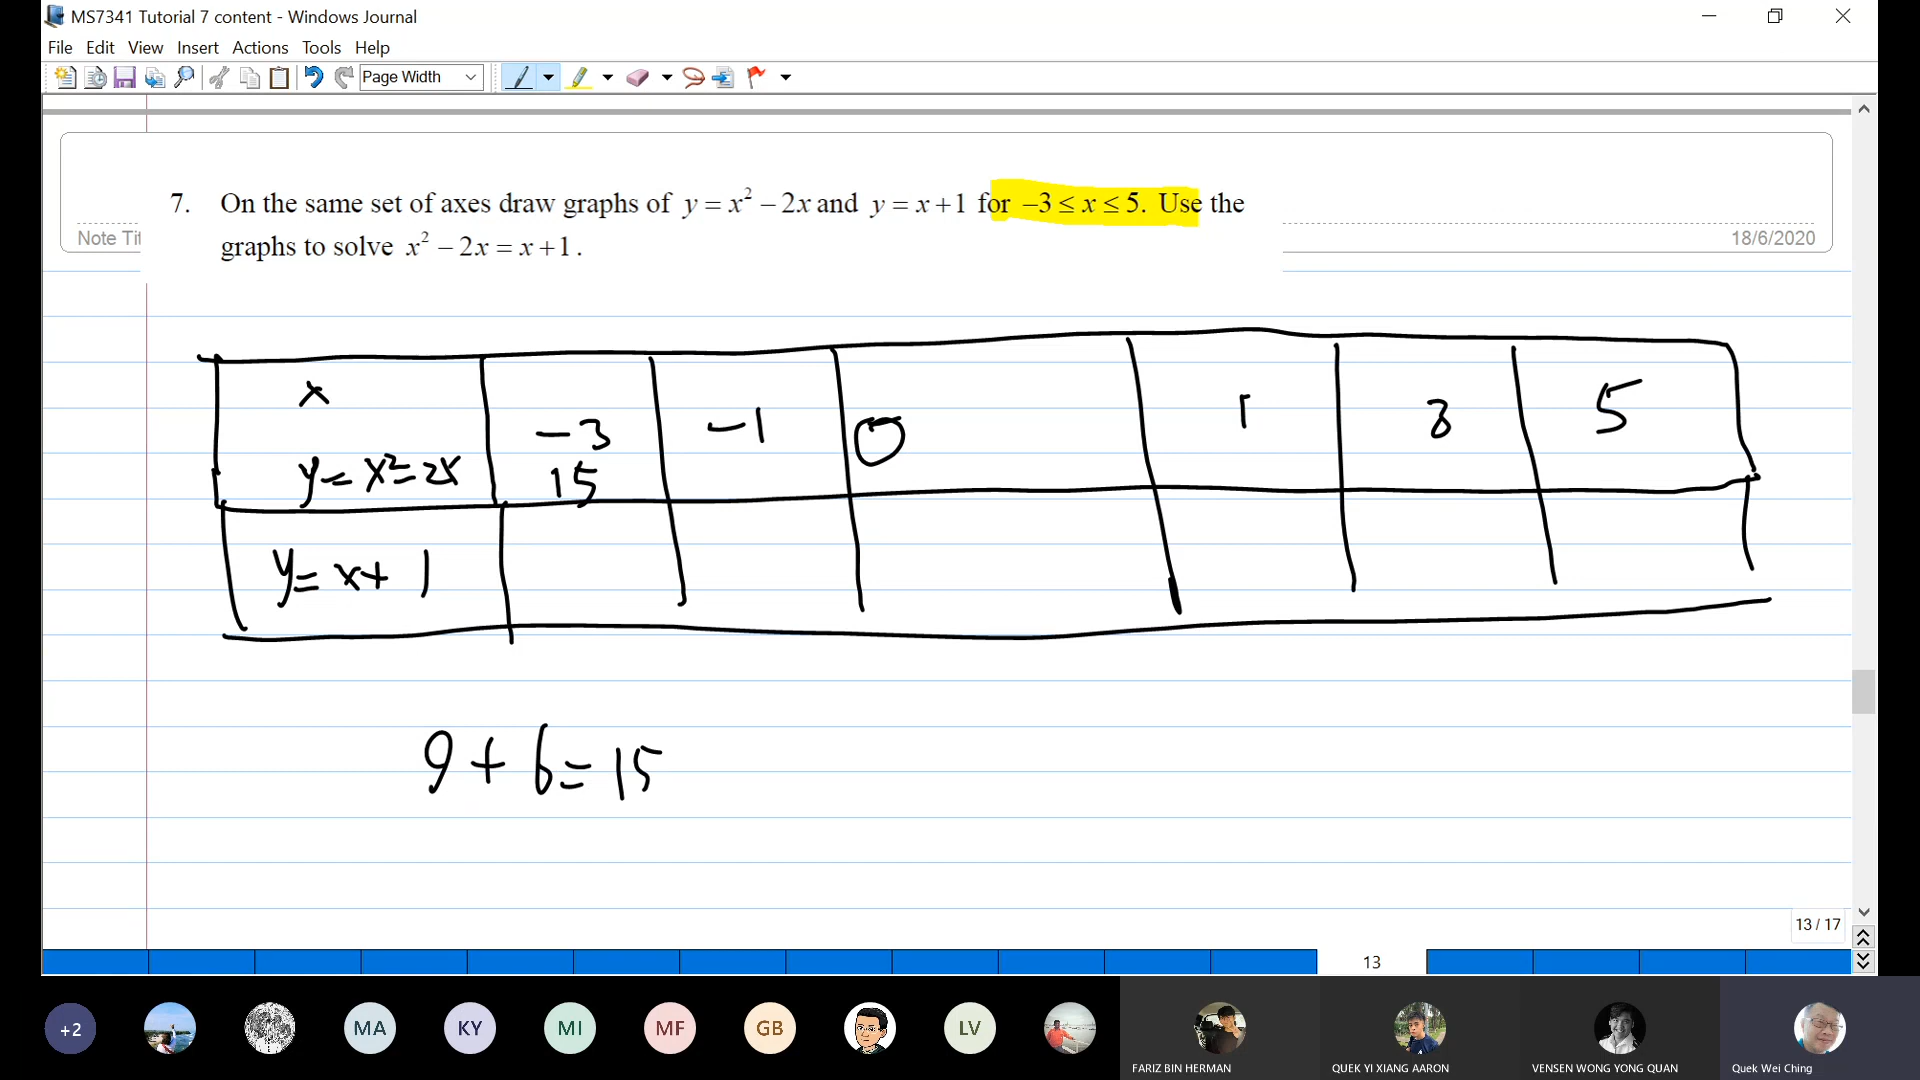 MS7341 Tutorial 7 content - Windows Journal
File Edit View Insert Actions Tools Help
Page Width
7. On the same set of axes draw graphs of y = x² − 2x and y = x + 1 for −3 ≤ x ≤ 5. Use the
graphs to solve x² − 2x = x + 1.
Note Tit
18/6/2020
x -3 -1 0 1 3 5
y = x² = 2x 15
y = x + 1
9 + 6 = 15
13 / 17
13
+2 MA KY MI MF GB LV
FARIZ BIN HERMAN QUEK YI XIANG AARON VENSEN WONG YONG QUAN Quek Wei Ching